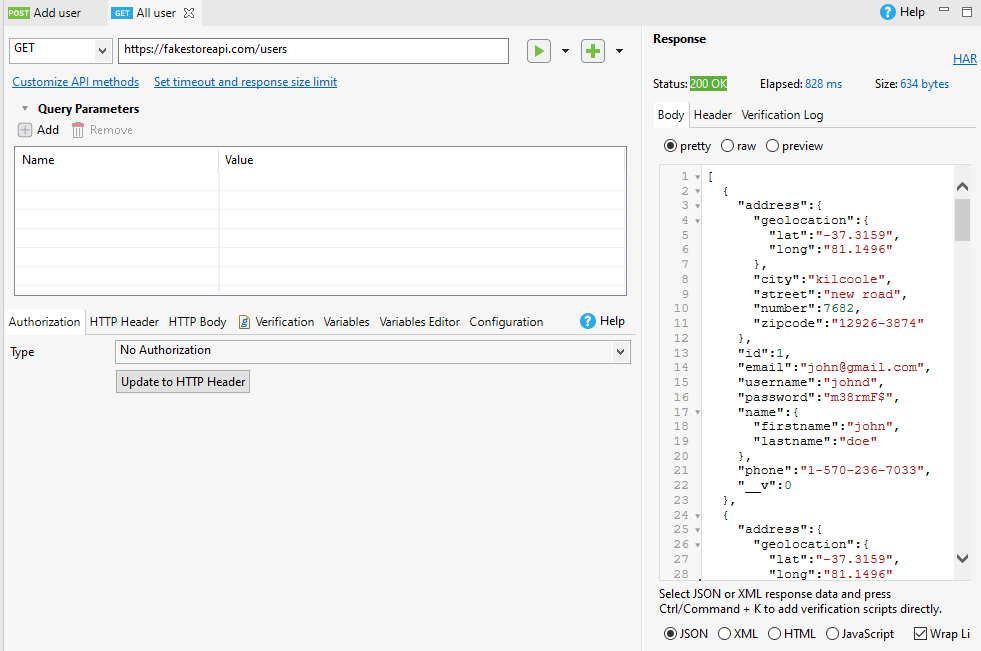 POST Add user GET All user Help
GET https://fakestoreapi.com/users
Customize API methods Set timeout and response size limit
Query Parameters
Add Remove
Name Value
Authorization HTTP Header HTTP Body Verification Variables Variables Editor Configuration Help
Type No Authorization
Update to HTTP Header
Response
HAR
Status: 200 OK Elapsed: 828 ms Size: 634 bytes
Body Header Verification Log
pretty raw preview
1 [
2 {
3 "address":{
4 "geolocation":{
5 "lat":"-37.3159",
6 "long":"81.1496"
7 },
8 "city":"kilcoole",
9 "street":"new road",
10 "number":7682,
11 "zipcode":"12926-3874"
12 },
13 "id":1,
14 "email":"john@gmail.com",
15 "username":"johnd",
16 "password":"m38rmF$",
17 "name":{
18 "firstname":"john",
19 "lastname":"doe"
20 },
21 "phone":"1-570-236-7033",
22 "__v":0
23 },
24 {
25 "address":{
26 "geolocation":{
27 "lat":"-37.3159",
28 "long":"81.1496"
Select JSON or XML response data and press
Ctrl/Command + K to add verification scripts directly.
JSON XML HTML JavaScript Wrap Li